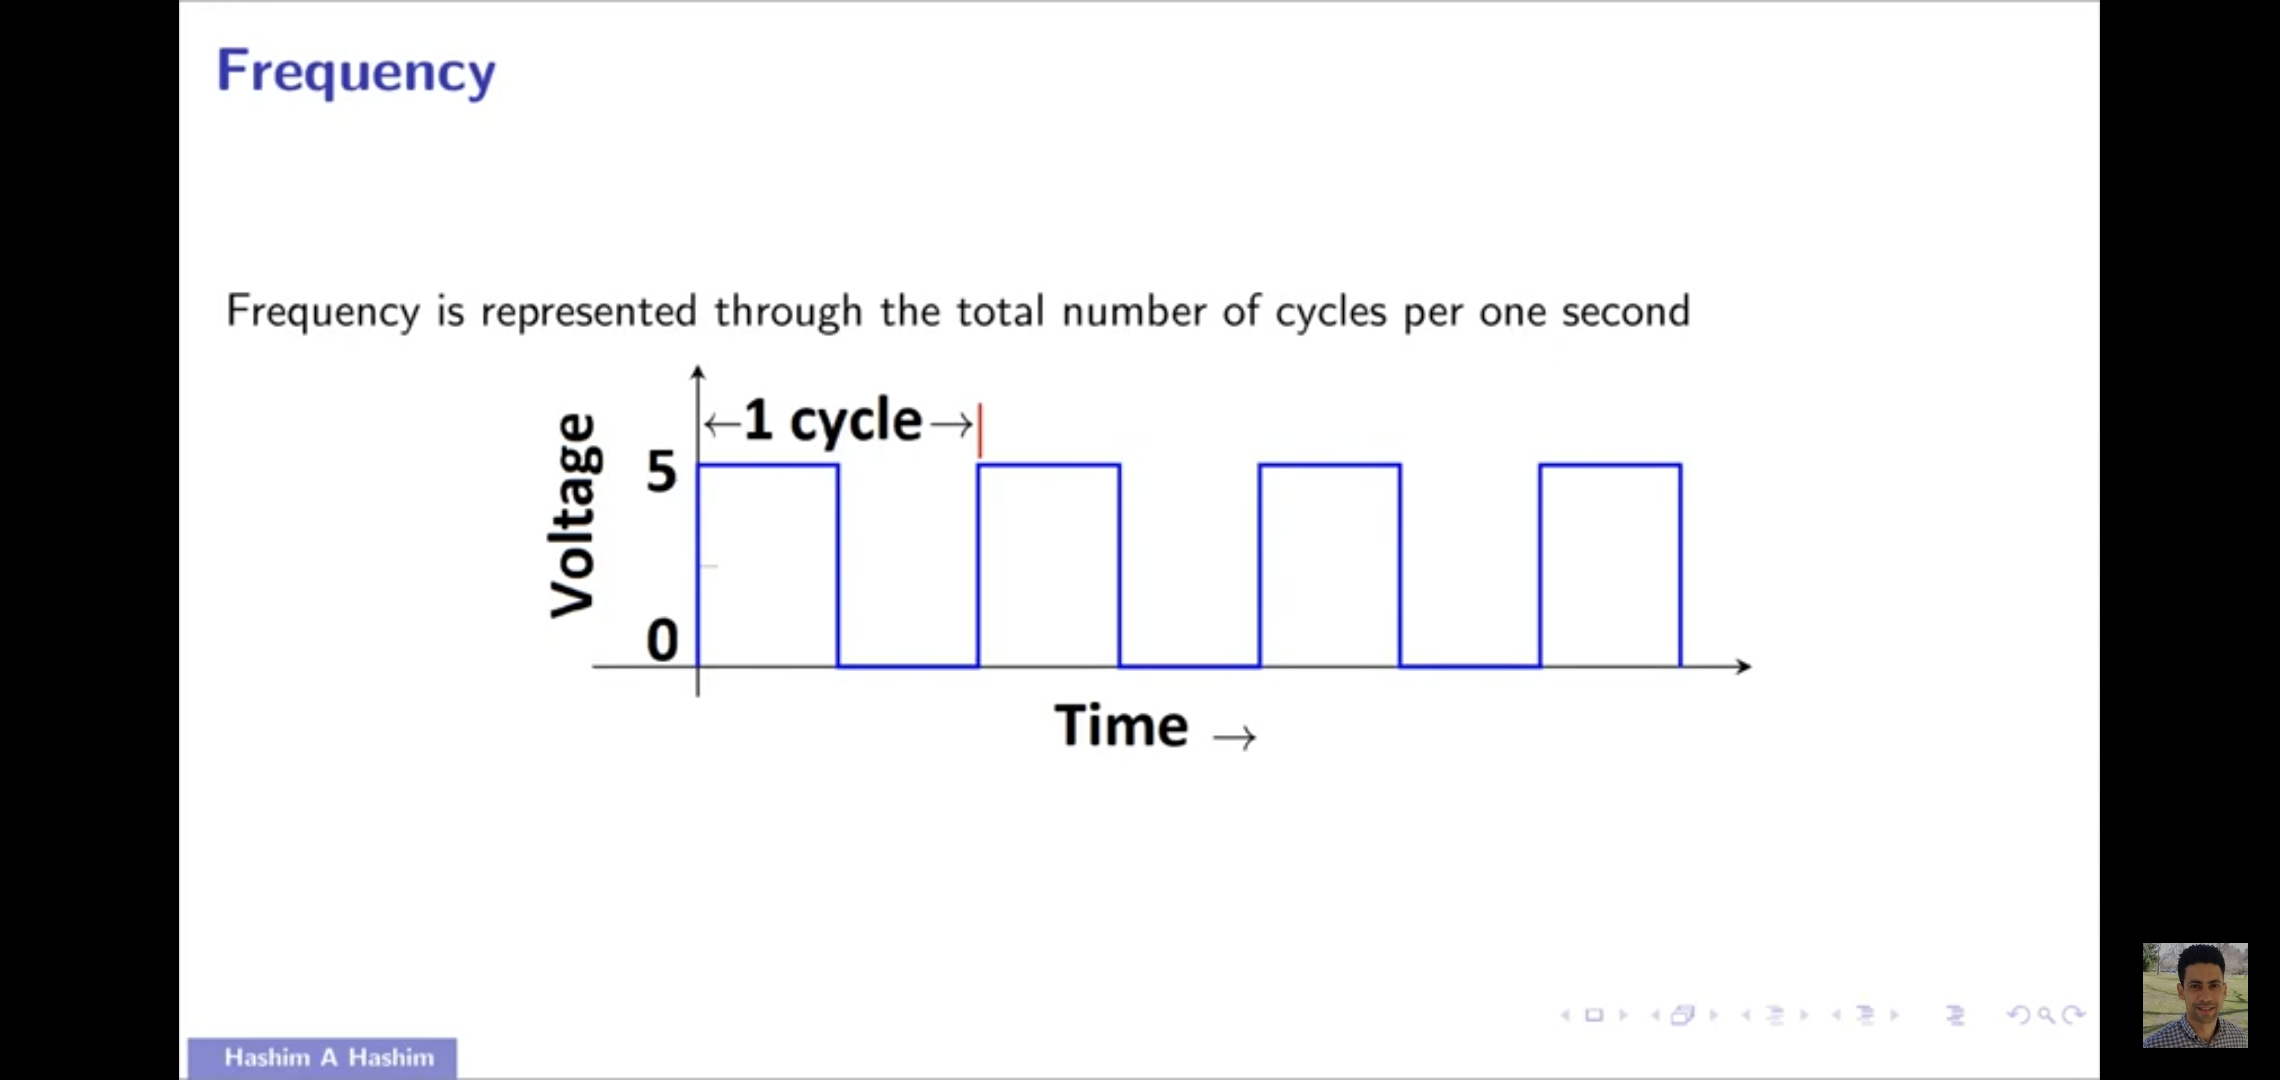 Frequency
Frequency is represented through the total number of cycles per one second
←1 cycle→
Voltage
5
0
Time →
Hashim A Hashim